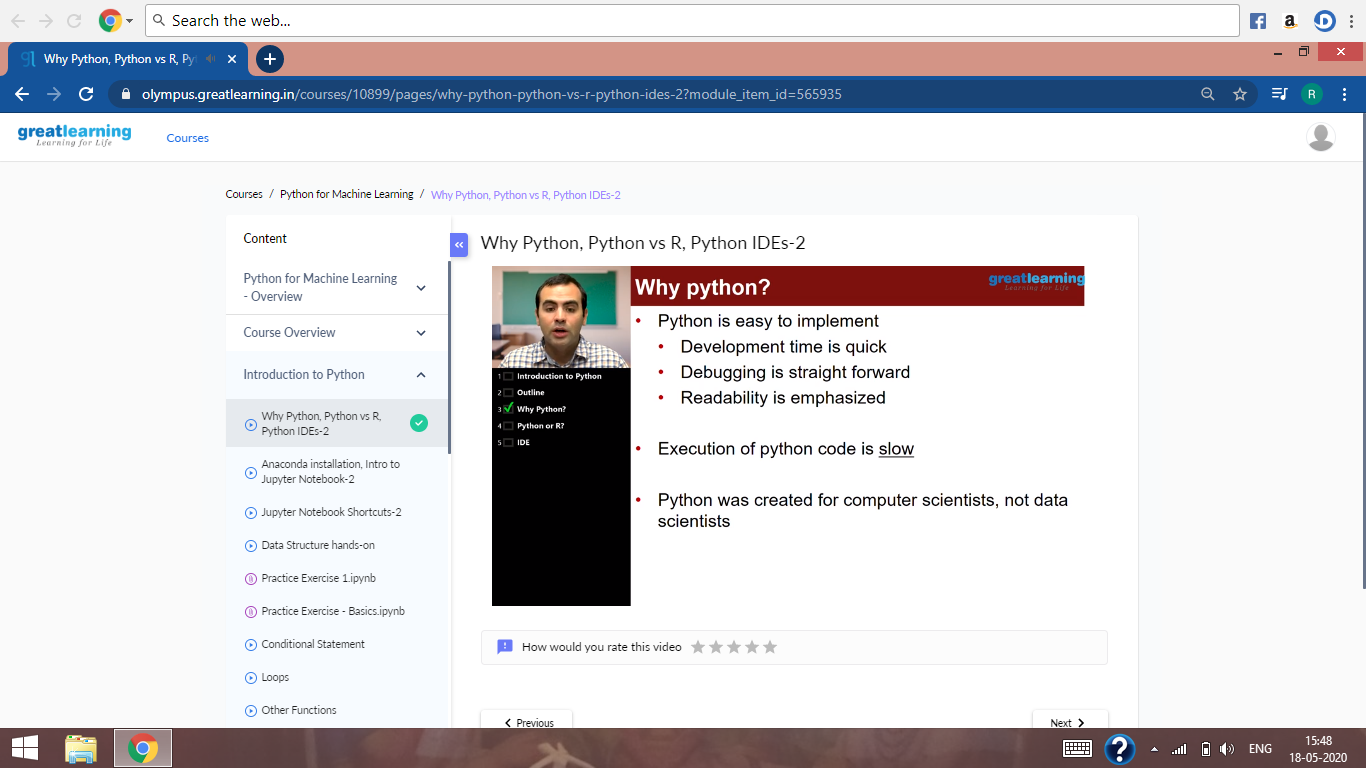 Search the web...
Why Python, Python vs R, Py
olympus.greatlearning.in/courses/10899/pages/why-python-python-vs-r-python-ides-2?module_item_id=565935
R
greatlearning
Learning for Life
Courses
Courses / Python for Machine Learning / Why Python, Python vs R, Python IDEs-2
Content
Python for Machine Learning
- Overview
Course Overview
Introduction to Python
Why Python, Python vs R,
Python IDEs-2
Anaconda installation, Intro to
Jupyter Notebook-2
Jupyter Notebook Shortcuts-2
Data Structure hands-on
Practice Exercise 1.ipynb
Practice Exercise - Basics.ipynb
Conditional Statement
Loops
Other Functions
Why Python, Python vs R, Python IDEs-2
1 Introduction to Python
2 Outline
3 Why Python?
4 Python or R?
5 IDE
Why python?
greatlearning
Learning for Life
• Python is easy to implement
• Development time is quick
• Debugging is straight forward
• Readability is emphasized
• Execution of python code is slow
• Python was created for computer scientists, not data
scientists
How would you rate this video
Previous
Next
ENG
15:48
18-05-2020